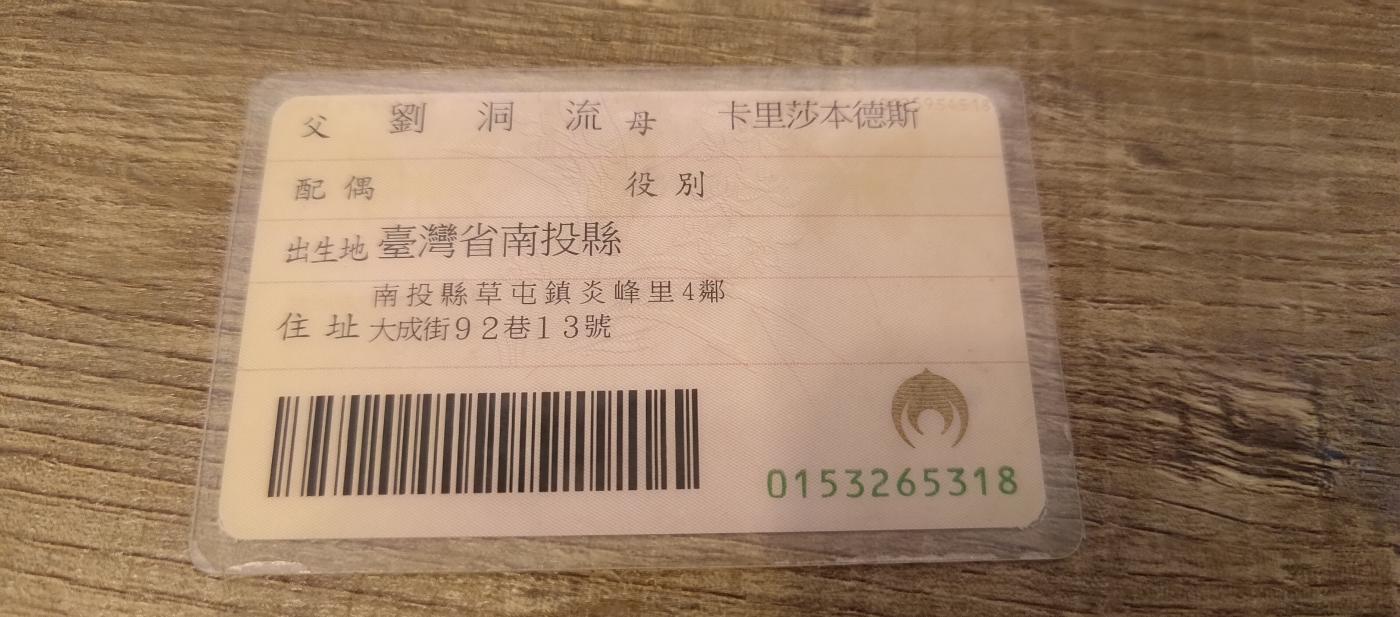 父 劉洞流 母 卡里莎本德斯
配偶 役別
出生地 臺灣省南投縣
南投縣草屯鎮炎峰里4鄰
住址 大成街92巷13號
0153265318